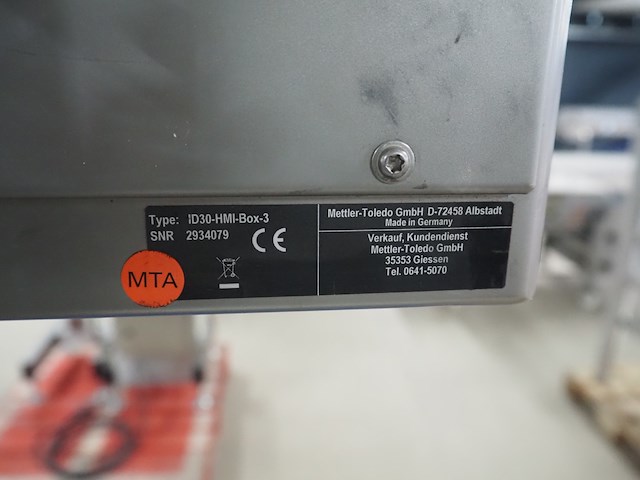 Type: ID30-HMI-Box-3
SNR 2934079
CE
MTA
Mettler-Toledo GmbH D-72458 Albstadt
Made in Germany
Verkauf, Kundendienst
Mettler-Toledo GmbH
35353 Giessen
Tel. 0641-5070